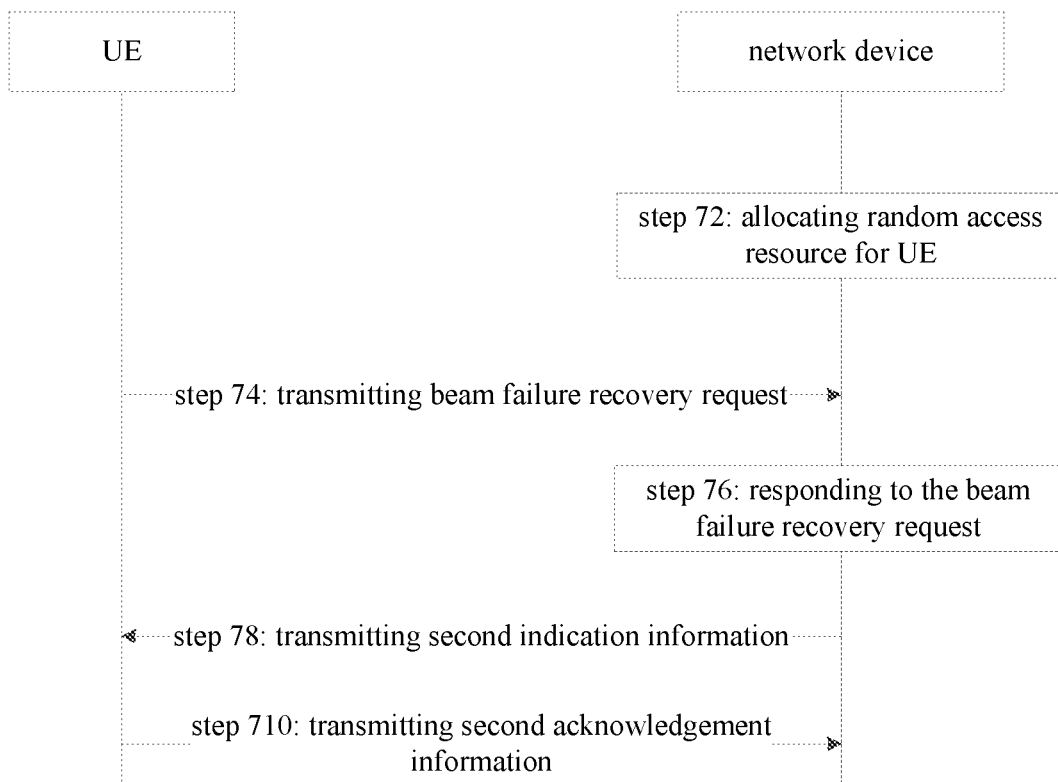 UE
network device
step 72: allocating random access
resource for UE
step 74: transmitting beam failure recovery request
step 76: responding to the beam
failure recovery request
step 78: transmitting second indication information
step 710: transmitting second acknowledgement
information